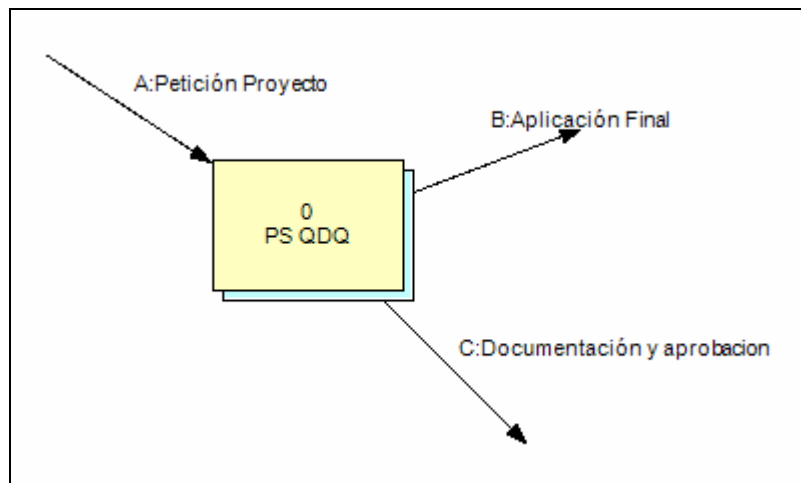 A:Petición Proyecto
B:Aplicación Final
0
PS QDQ
C:Documentación y aprobacion